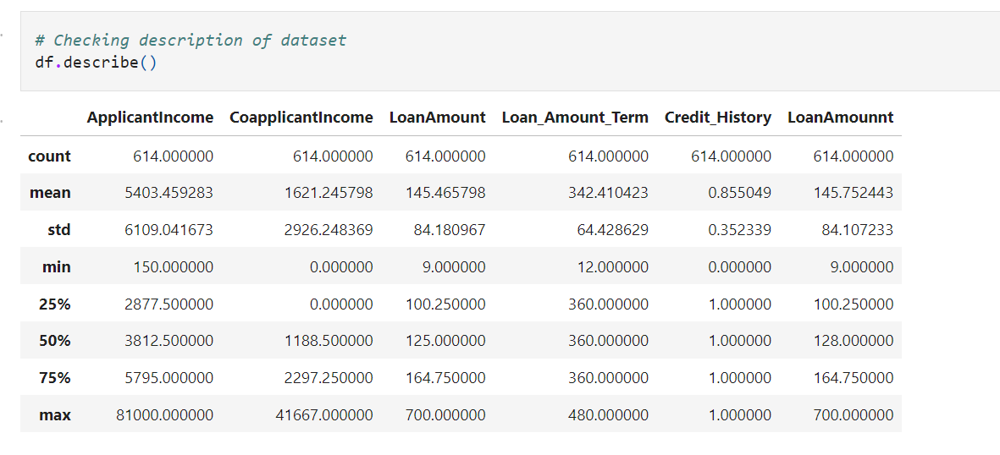 # Checking description of dataset
df.describe()
ApplicantIncome CoapplicantIncome LoanAmount Loan_Amount_Term Credit_History LoanAmounnt
count 614.000000 614.000000 614.000000 614.000000 614.000000 614.000000
mean 5403.459283 1621.245798 145.465798 342.410423 0.855049 145.752443
std 6109.041673 2926.248369 84.180967 64.428629 0.352339 84.107233
min 150.000000 0.000000 9.000000 12.000000 0.000000 9.000000
25% 2877.500000 0.000000 100.250000 360.000000 1.000000 100.250000
50% 3812.500000 1188.500000 125.000000 360.000000 1.000000 128.000000
75% 5795.000000 2297.250000 164.750000 360.000000 1.000000 164.750000
max 81000.000000 41667.000000 700.000000 480.000000 1.000000 700.000000